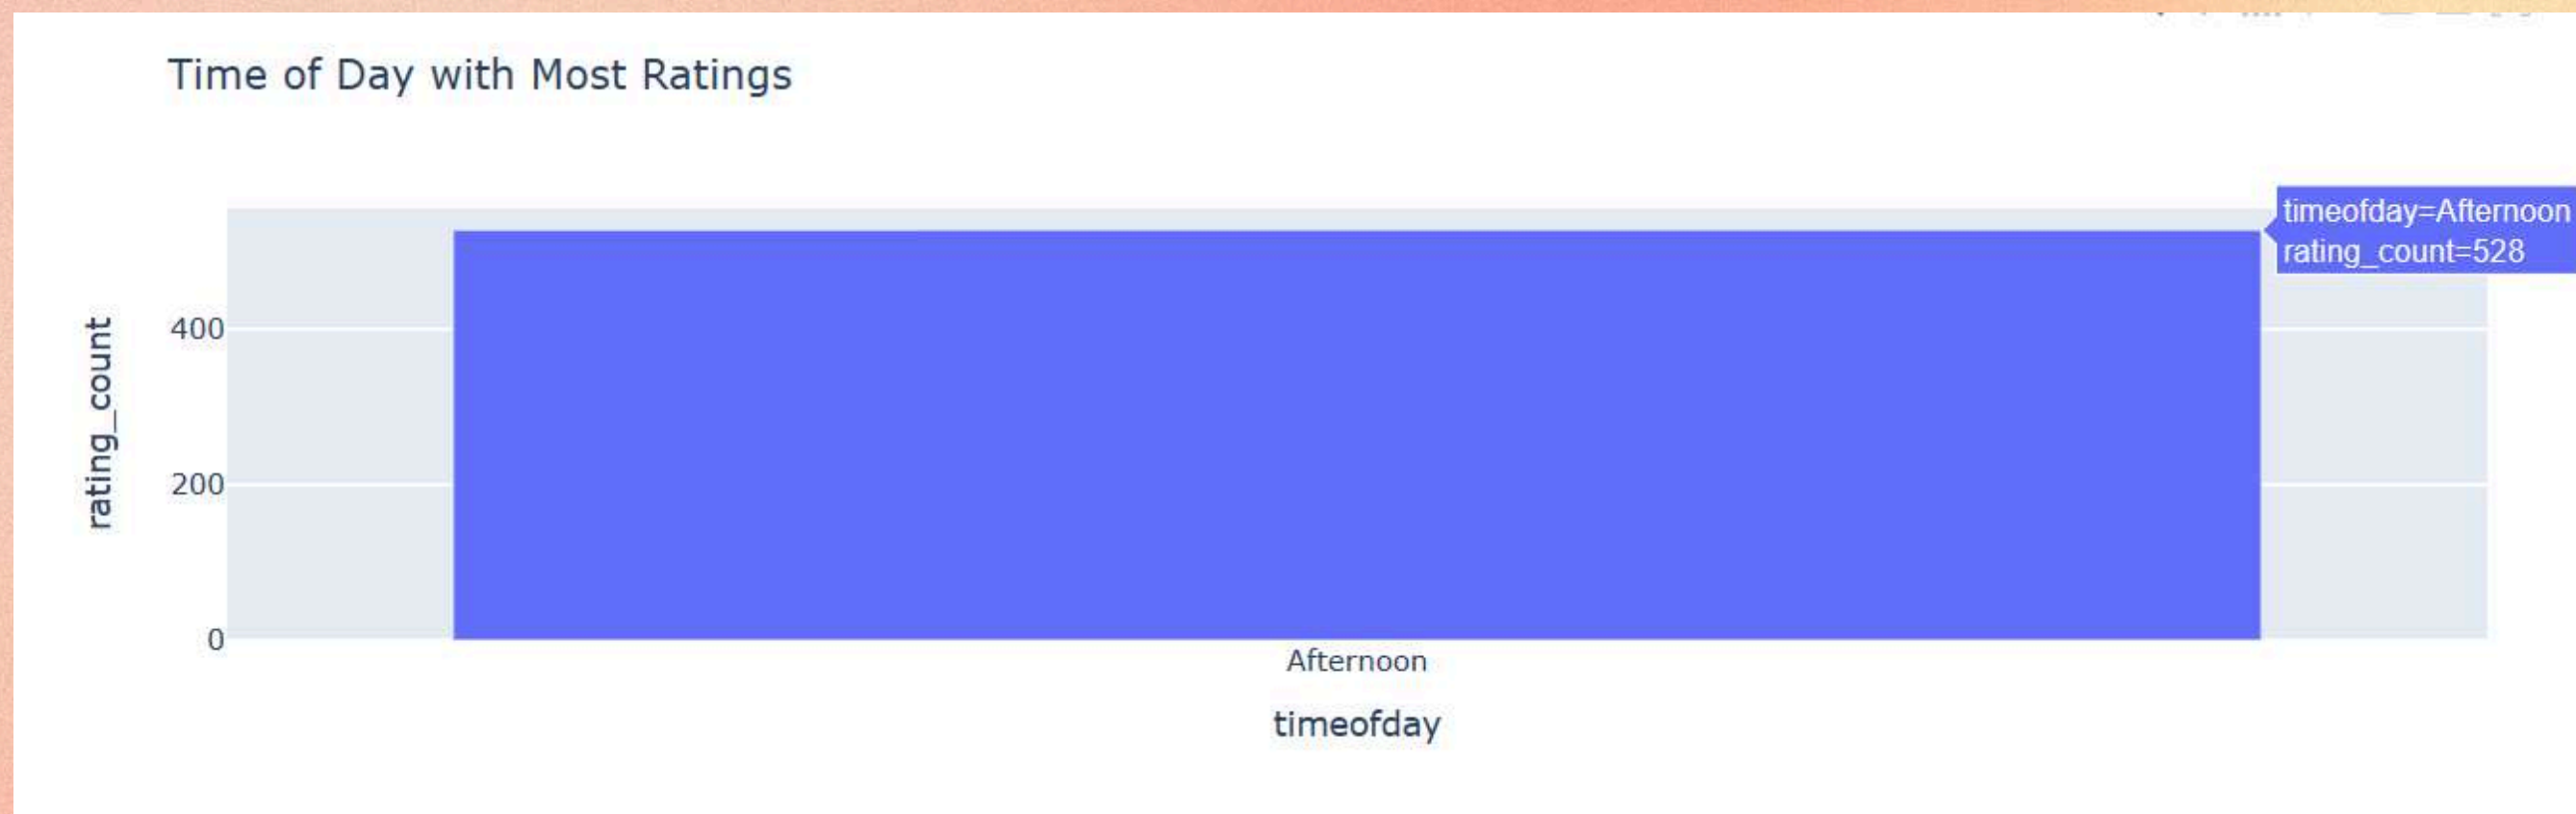 Time of Day with Most Ratings
timeofday=Afternoon
rating_count=528
rating_count
400
200
0
Afternoon
timeofday